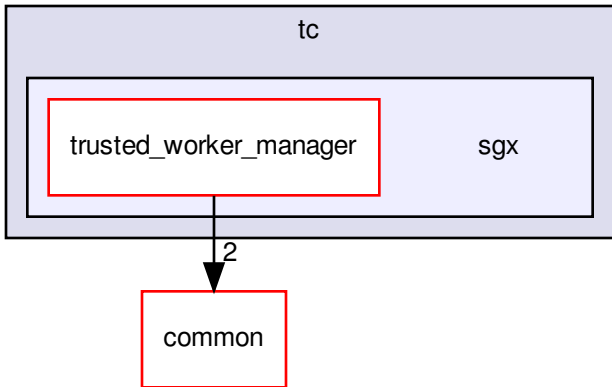 tc
trusted_worker_manager
sgx
2
common